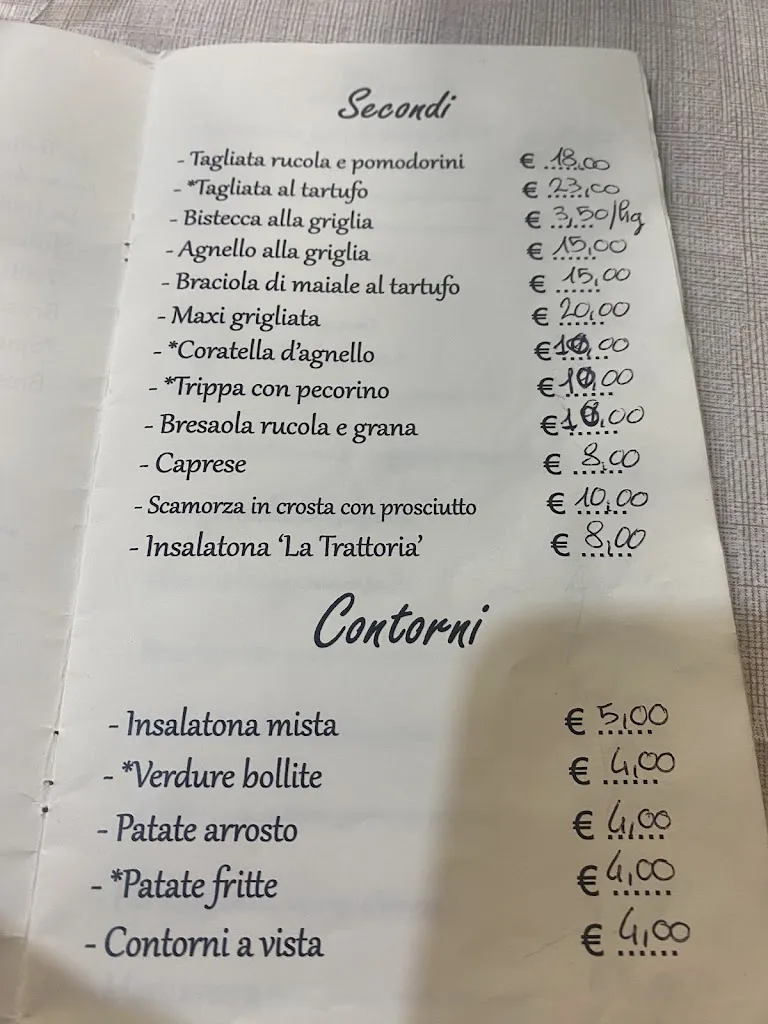 Secondi
- Tagliata rucola e pomodorini € 18,00
- *Tagliata al tartufo € 23,00
- Bistecca alla griglia € 3,50/hg
- Agnello alla griglia € 15,00
- Braciola di maiale al tartufo € 15,00
- Maxi grigliata € 20,00
- *Coratella d'agnello €
- *Trippa con pecorino € 10,00
- Bresaola rucola e grana €
- Caprese € 8,00
- Scamorza in crosta con prosciutto € 10,00
- Insalatona 'La Trattoria' € 8,00
Contorni
- Insalatona mista € 5,00
- *Verdure bollite € 4,00
- Patate arrosto € 4,00
- *Patate fritte € 4,00
- Contorni a vista € 4,00